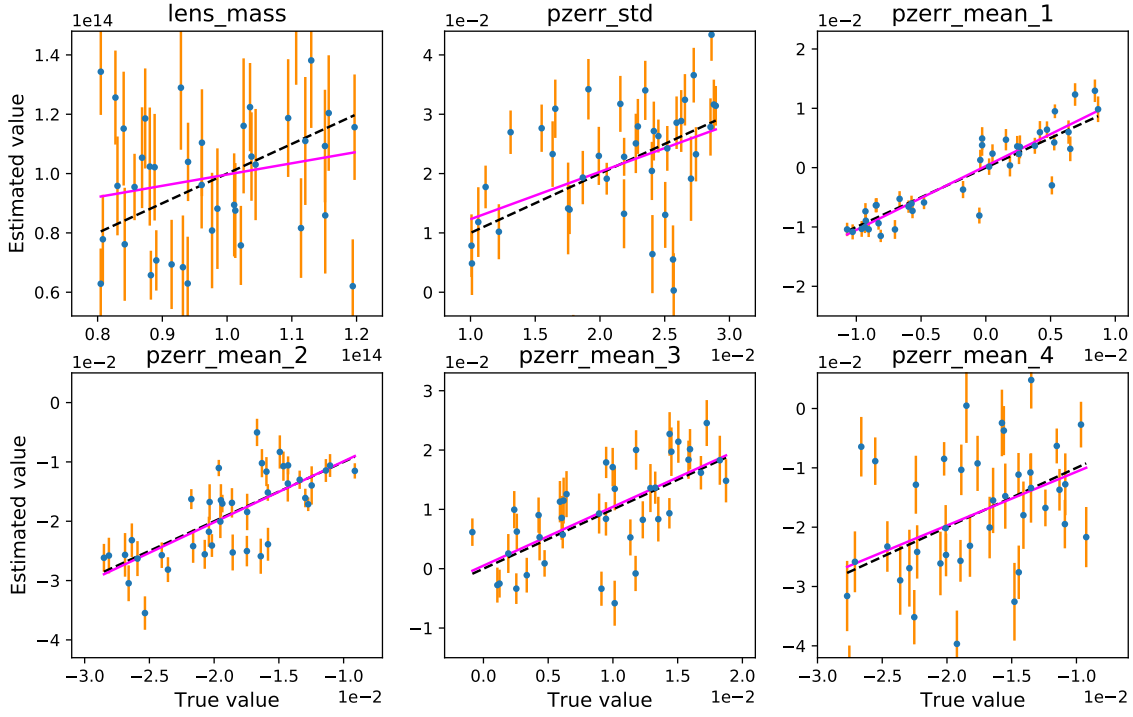 lens_mass
pzerr_std
pzerr_mean_1
1e14
1e−2
1e−2
Estimated value
1.4
1.2
1.0
0.8
0.6
4
3
2
1
0
2
1
0
−1
−2
0.8 0.9 1.0 1.1 1.2
1.0 1.5 2.0 2.5 3.0
−1.0 −0.5 0.0 0.5 1.0
1e14
1e−2
1e−2
pzerr_mean_2
pzerr_mean_3
pzerr_mean_4
1e−2
1e−2
1e−2
Estimated value
0
−1
−2
−3
−4
3
2
1
0
−1
0
−1
−2
−3
−4
−3.0 −2.5 −2.0 −1.5 −1.0
0.0 0.5 1.0 1.5 2.0
−3.0 −2.5 −2.0 −1.5 −1.0
True value
1e−2
True value
1e−2
True value
1e−2